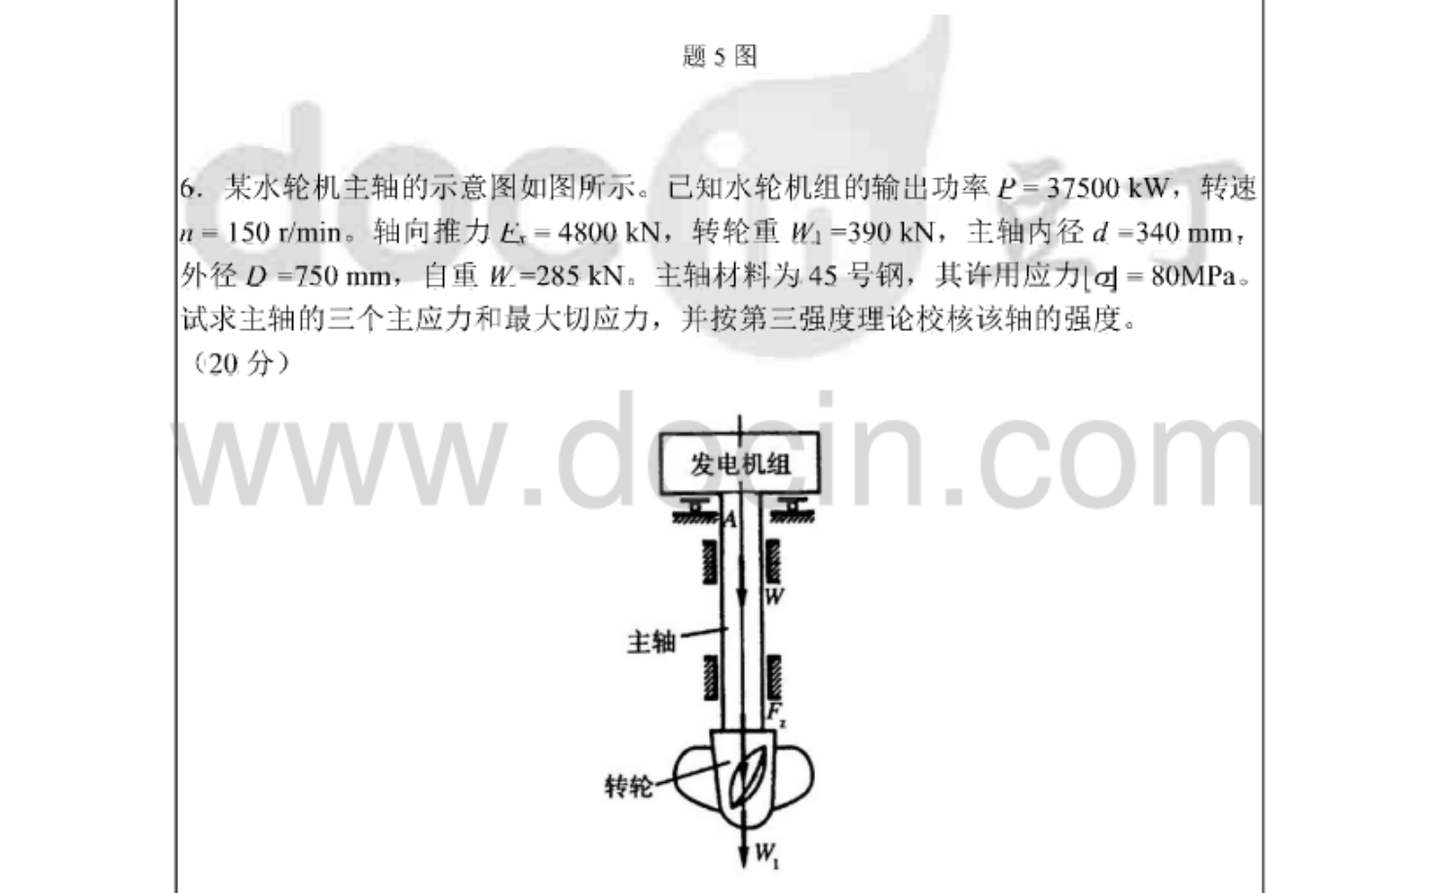 题 5 图
6．某水轮机主轴的示意图如图所示。已知水轮机组的输出功率 P = 37500 kW，转速
n = 150 r/min。轴向推力 Fₓ = 4800 kN，转轮重 W₁ =390 kN，主轴内径 d =340 mm，
外径 D =750 mm，自重 W =285 kN。主轴材料为 45 号钢，其许用应力[σ] = 80MPa。
试求主轴的三个主应力和最大切应力，并按第三强度理论校核该轴的强度。
（20 分）
docin 豆丁
www.docin.com
发电机组
A
W
主轴
F_z
转轮
W₁